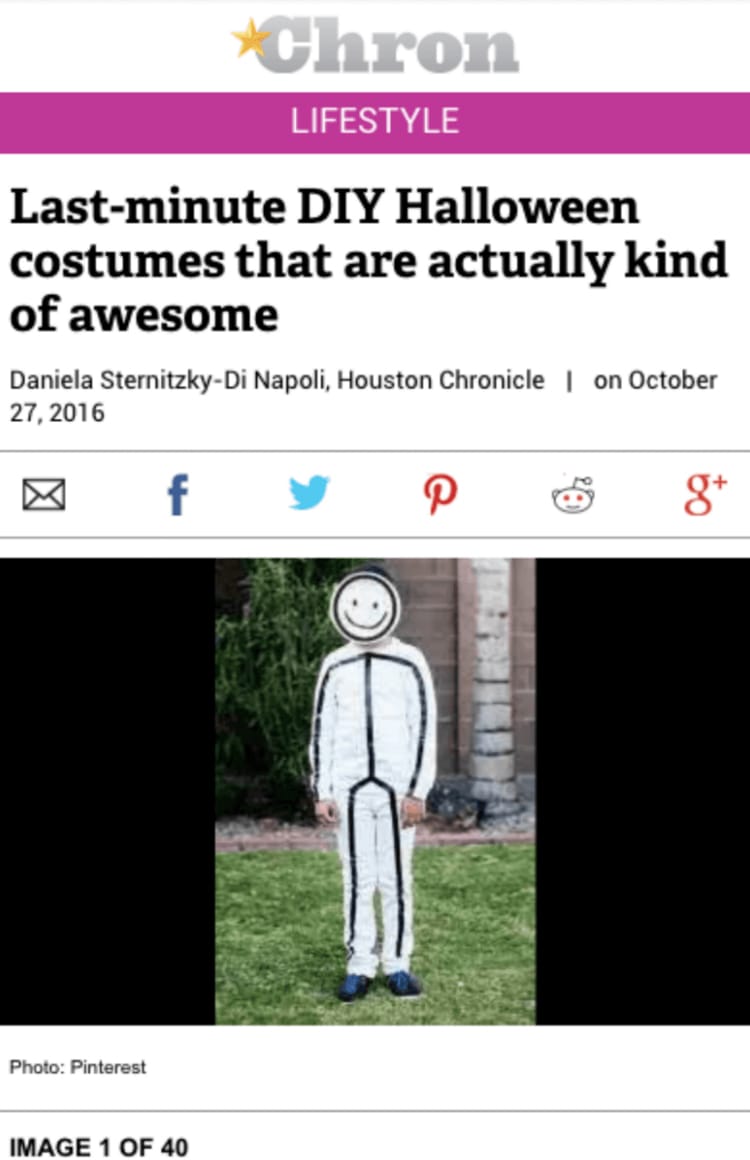 Chron
LIFESTYLE
Last-minute DIY Halloween
costumes that are actually kind
of awesome
Daniela Sternitzky-Di Napoli, Houston Chronicle | on October
27, 2016
f g+
Photo: Pinterest
IMAGE 1 OF 40